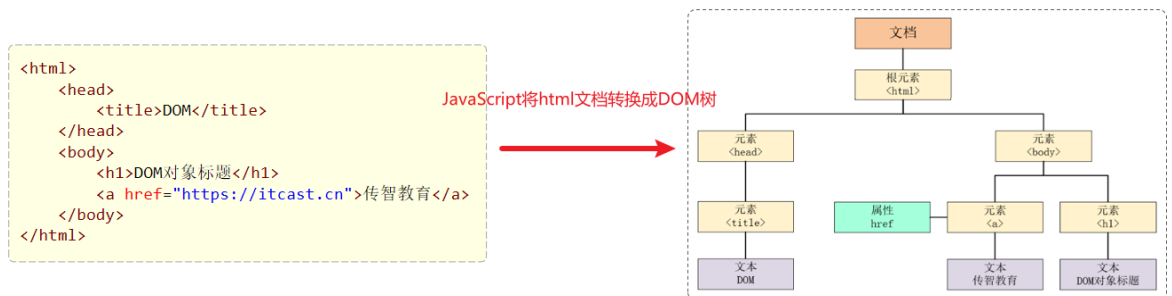 <html>
<head>
<title>DOM</title>
</head>
<body>
<h1>DOM对象标题</h1>
<a href="https://itcast.cn">传智教育</a>
</body>
</html>
JavaScript将html文档转换成DOM树
文档
根元素
<html>
元素
<head>
元素
<body>
元素
<title>
属性
href
元素
<a>
元素
<h1>
文本
DOM
文本
传智教育
文本
DOM对象标题